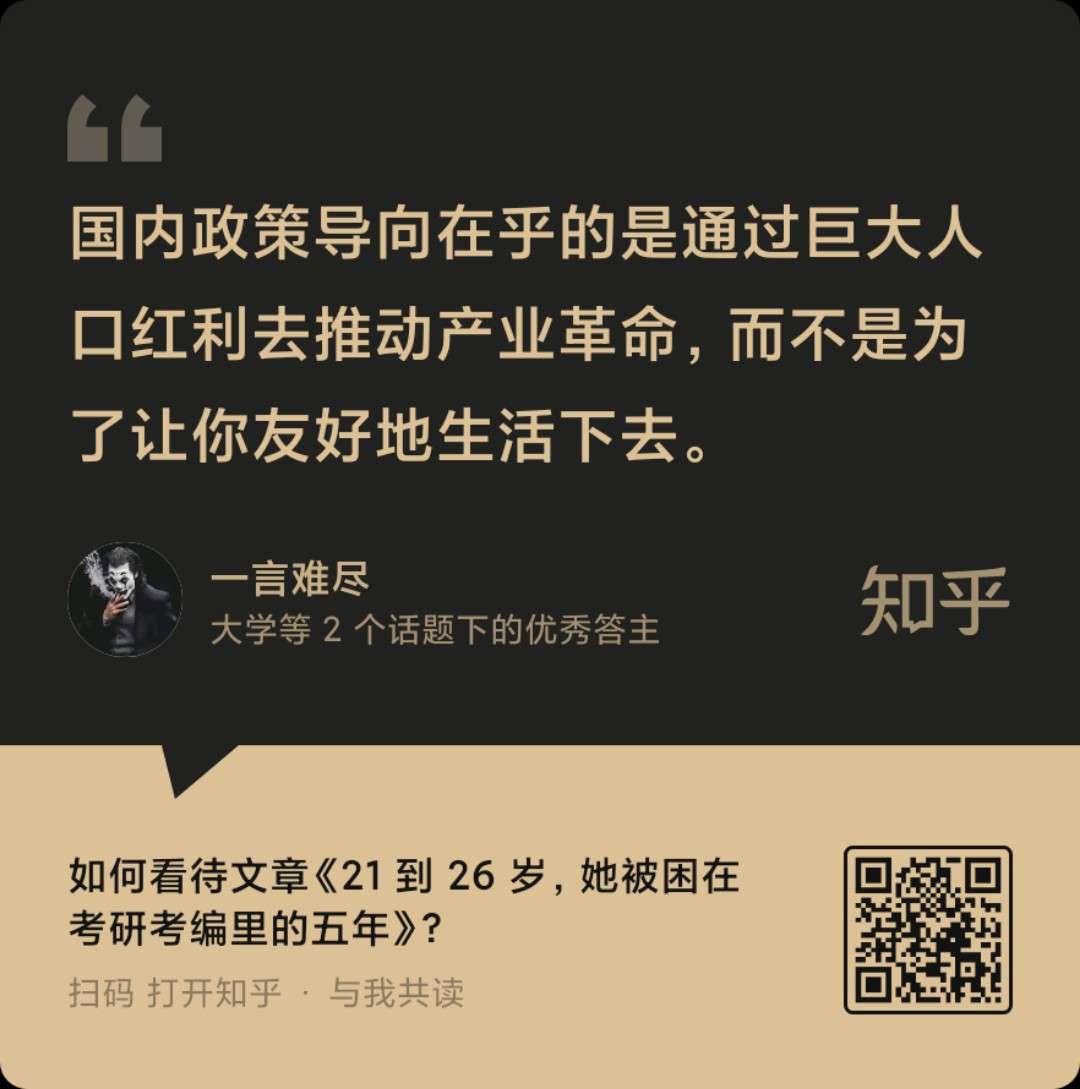 国内政策导向在乎的是通过巨大人
口红利去推动产业革命，而不是为
了让你友好地生活下去。
一言难尽
大学等 2 个话题下的优秀答主
知乎
如何看待文章《21 到 26 岁，她被困在
考研考编里的五年》？
扫码 打开知乎 · 与我共读